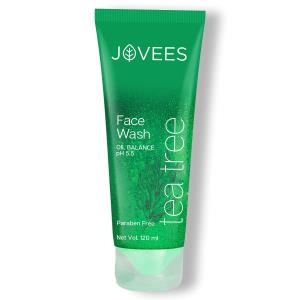 JOVEES
Face
Wash
OIL BALANCE
pH 5.5
tea tree
Paraben Free
Net Vol. 120 ml